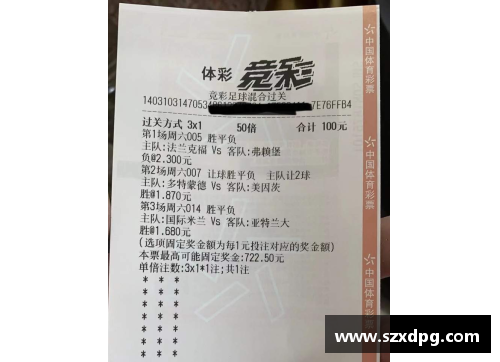 体彩 竞彩
竞彩足球混合过关
7E76FFB4
过关方式 3x1 50倍 合计 100元
第1场周六005 胜平负
主队:法兰克福 Vs 客队:弗赖堡
负@2.300元
第2场周六007 让球胜平负 主队让2球
主队:多特蒙德 Vs 客队:美因茨
胜@1.870元
第3场周六014 胜平负
主队:国际米兰 Vs 客队:亚特兰大
胜@1.680元
(选项固定奖金额为每1元投注对应的奖金额)
本票最高可能固定奖金:722.50元
单倍注数:3x1*1注;共1注
* * *
* * *
* * *
* * *
* * *
* * *
* * *
中国体育彩票
中国体育彩票
中国体育彩票
www.szxdpg.com